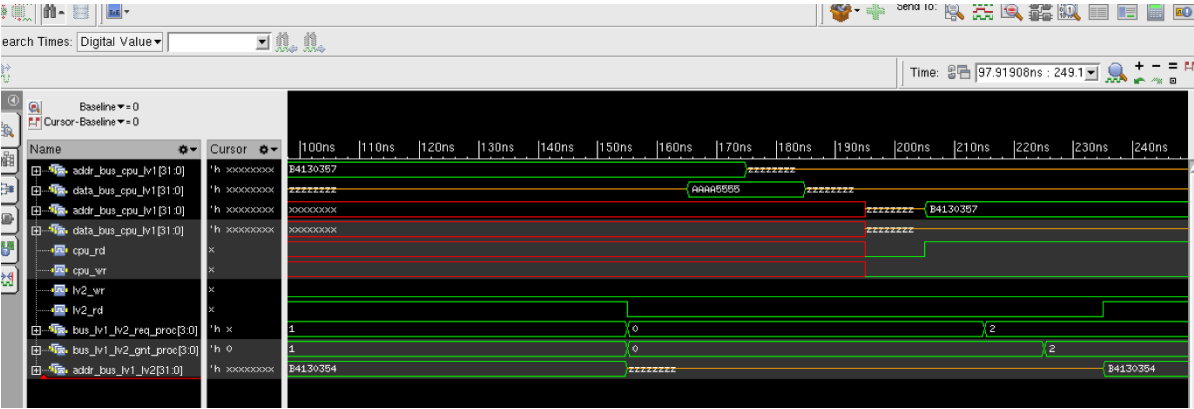 Send To:
earch Times: Digital Value
Time: 97.91908ns : 249.1
Baseline = 0
Cursor-Baseline = 0
Name Cursor 100ns 110ns 120ns 130ns 140ns 150ns 160ns 170ns 180ns 190ns 200ns 210ns 220ns 230ns 240ns
addr_bus_cpu_lv1[31:0] 'h xxxxxxxx B4130357 zzzzzzzz
data_bus_cpu_lv1[31:0] 'h xxxxxxxx zzzzzzzz AAAA5555 zzzzzzzz
addr_bus_cpu_lv1[31:0] 'h xxxxxxxx xxxxxxxx zzzzzzzz B4130357
data_bus_cpu_lv1[31:0] 'h xxxxxxxx xxxxxxxx zzzzzzzz
cpu_rd x
cpu_wr x
lv2_wr x
lv2_rd x
bus_lv1_lv2_req_proc[3:0] 'h x 1 0 2
bus_lv1_lv2_gnt_proc[3:0] 'h 0 1 0 2
addr_bus_lv1_lv2[31:0] 'h xxxxxxxx B4130354 zzzzzzzz B4130354